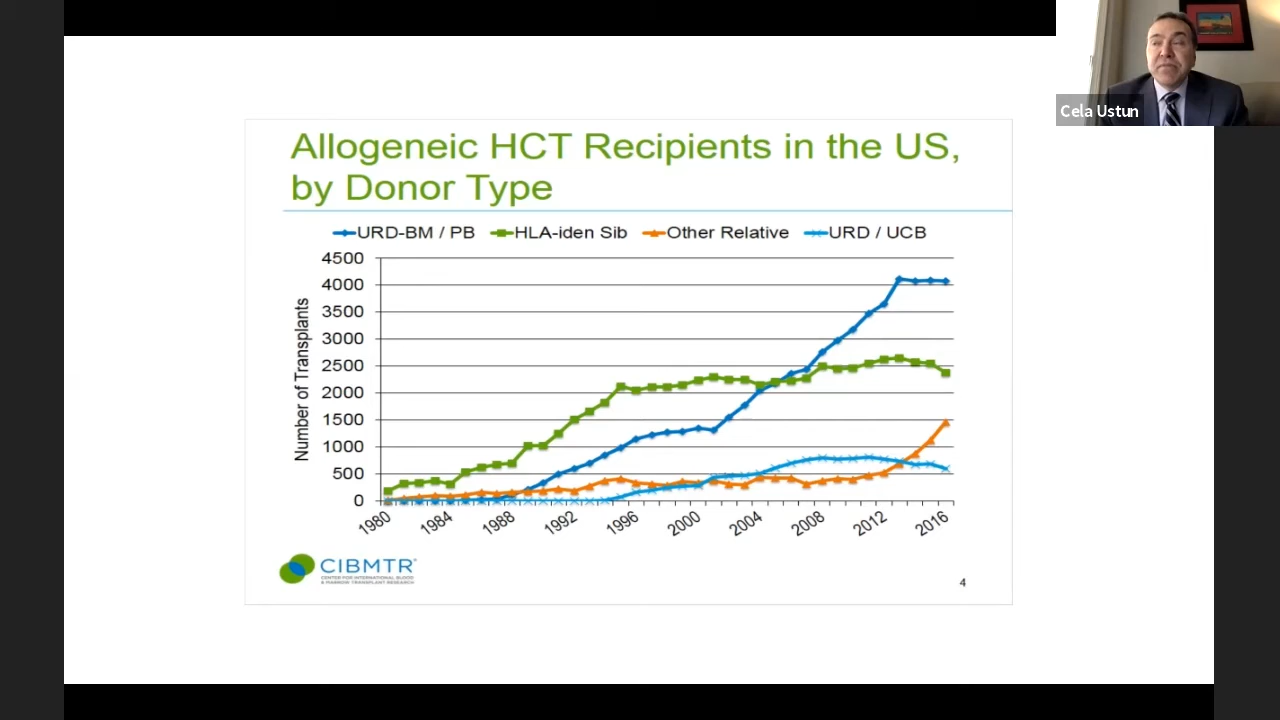 Cela Ustun
Allogeneic HCT Recipients in the US,
by Donor Type
URD-BM / PB HLA-iden Sib Other Relative URD / UCB
Number of Transplants
4500
4000
3500
3000
2500
2000
1500
1000
500
0
1980 1984 1988 1992 1996 2000 2004 2008 2012 2016
CIBMTR®
CENTER FOR INTERNATIONAL BLOOD
& MARROW TRANSPLANT RESEARCH
4